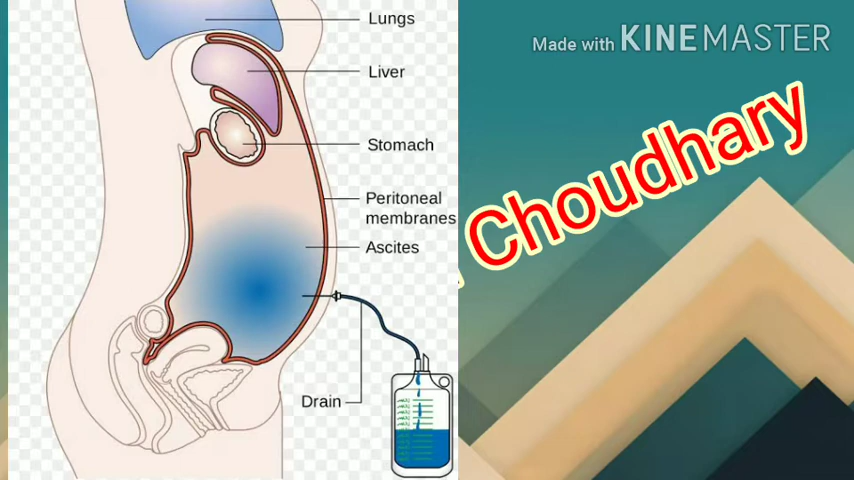 Lungs
Made with KINEMASTER
Liver
Choudhary
Stomach
Peritoneal
membranes
Ascites
Drain